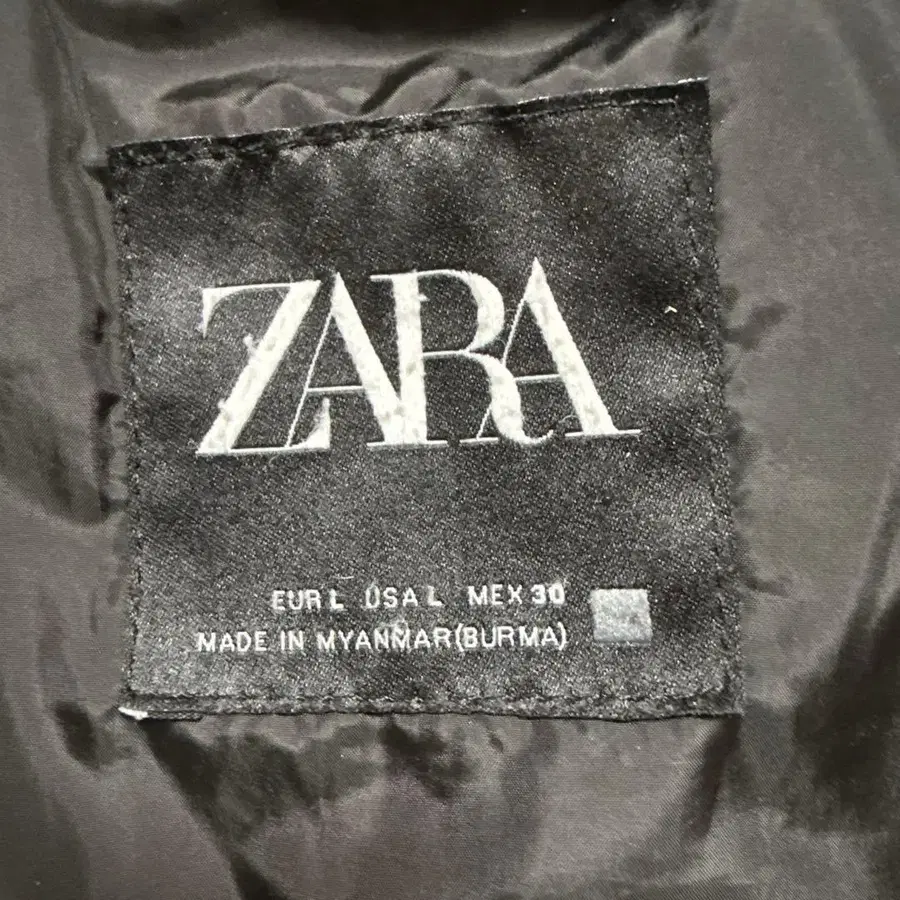 ZARA
EUR L USA L MEX 30
MADE IN MYANMAR(BURMA)